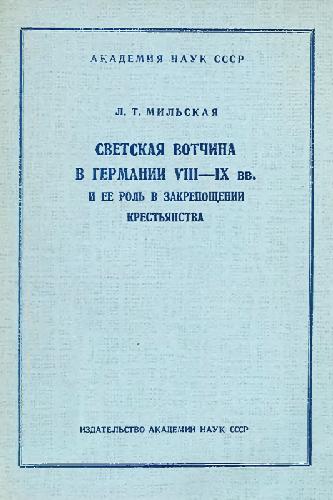 АКАДЕМИЯ НАУК СССР
Л. Т. МИЛЬСКАЯ
СВЕТСКАЯ ВОТЧИНА
В ГЕРМАНИИ VIII—IX вв.
И ЕЕ РОЛЬ В ЗАКРЕПОЩЕНИИ
КРЕСТЬЯНСТВА
ИЗДАТЕЛЬСТВО АКАДЕМИИ НАУК СССР